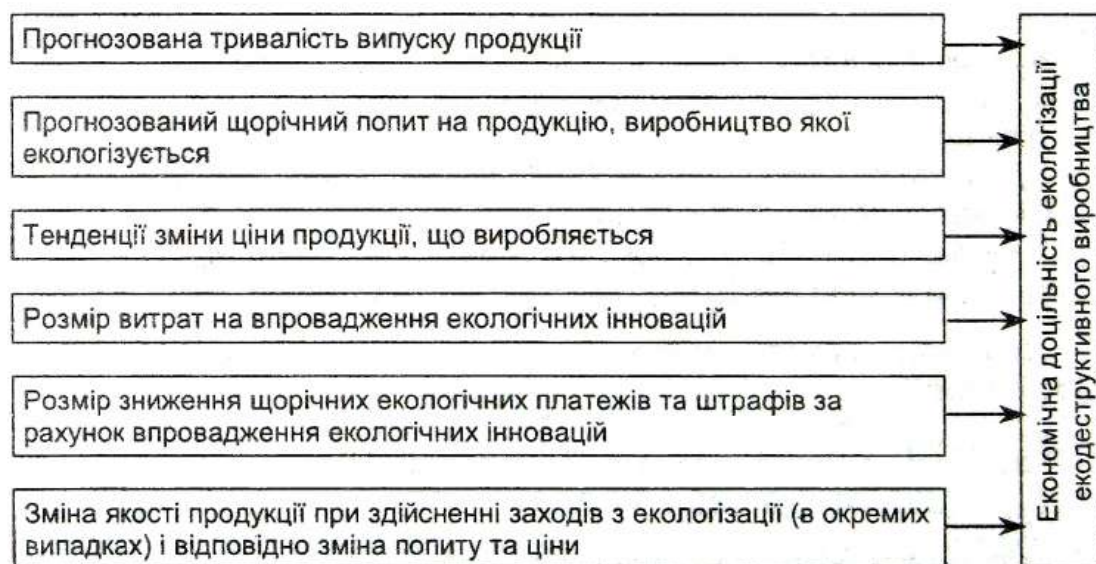 Прогнозована тривалість випуску продукції
Прогнозований щорічний попит на продукцію, виробництво якої
екологізується
Тенденції зміни ціни продукції, що виробляється
Розмір витрат на впровадження екологічних інновацій
Розмір зниження щорічних екологічних платежів та штрафів за
рахунок впровадження екологічних інновацій
Зміна якості продукції при здійсненні заходів з екологізації (в окремих
випадках) і відповідно зміна попиту та ціни
Економічна доцільність екологізації
екодеструктивного виробництва